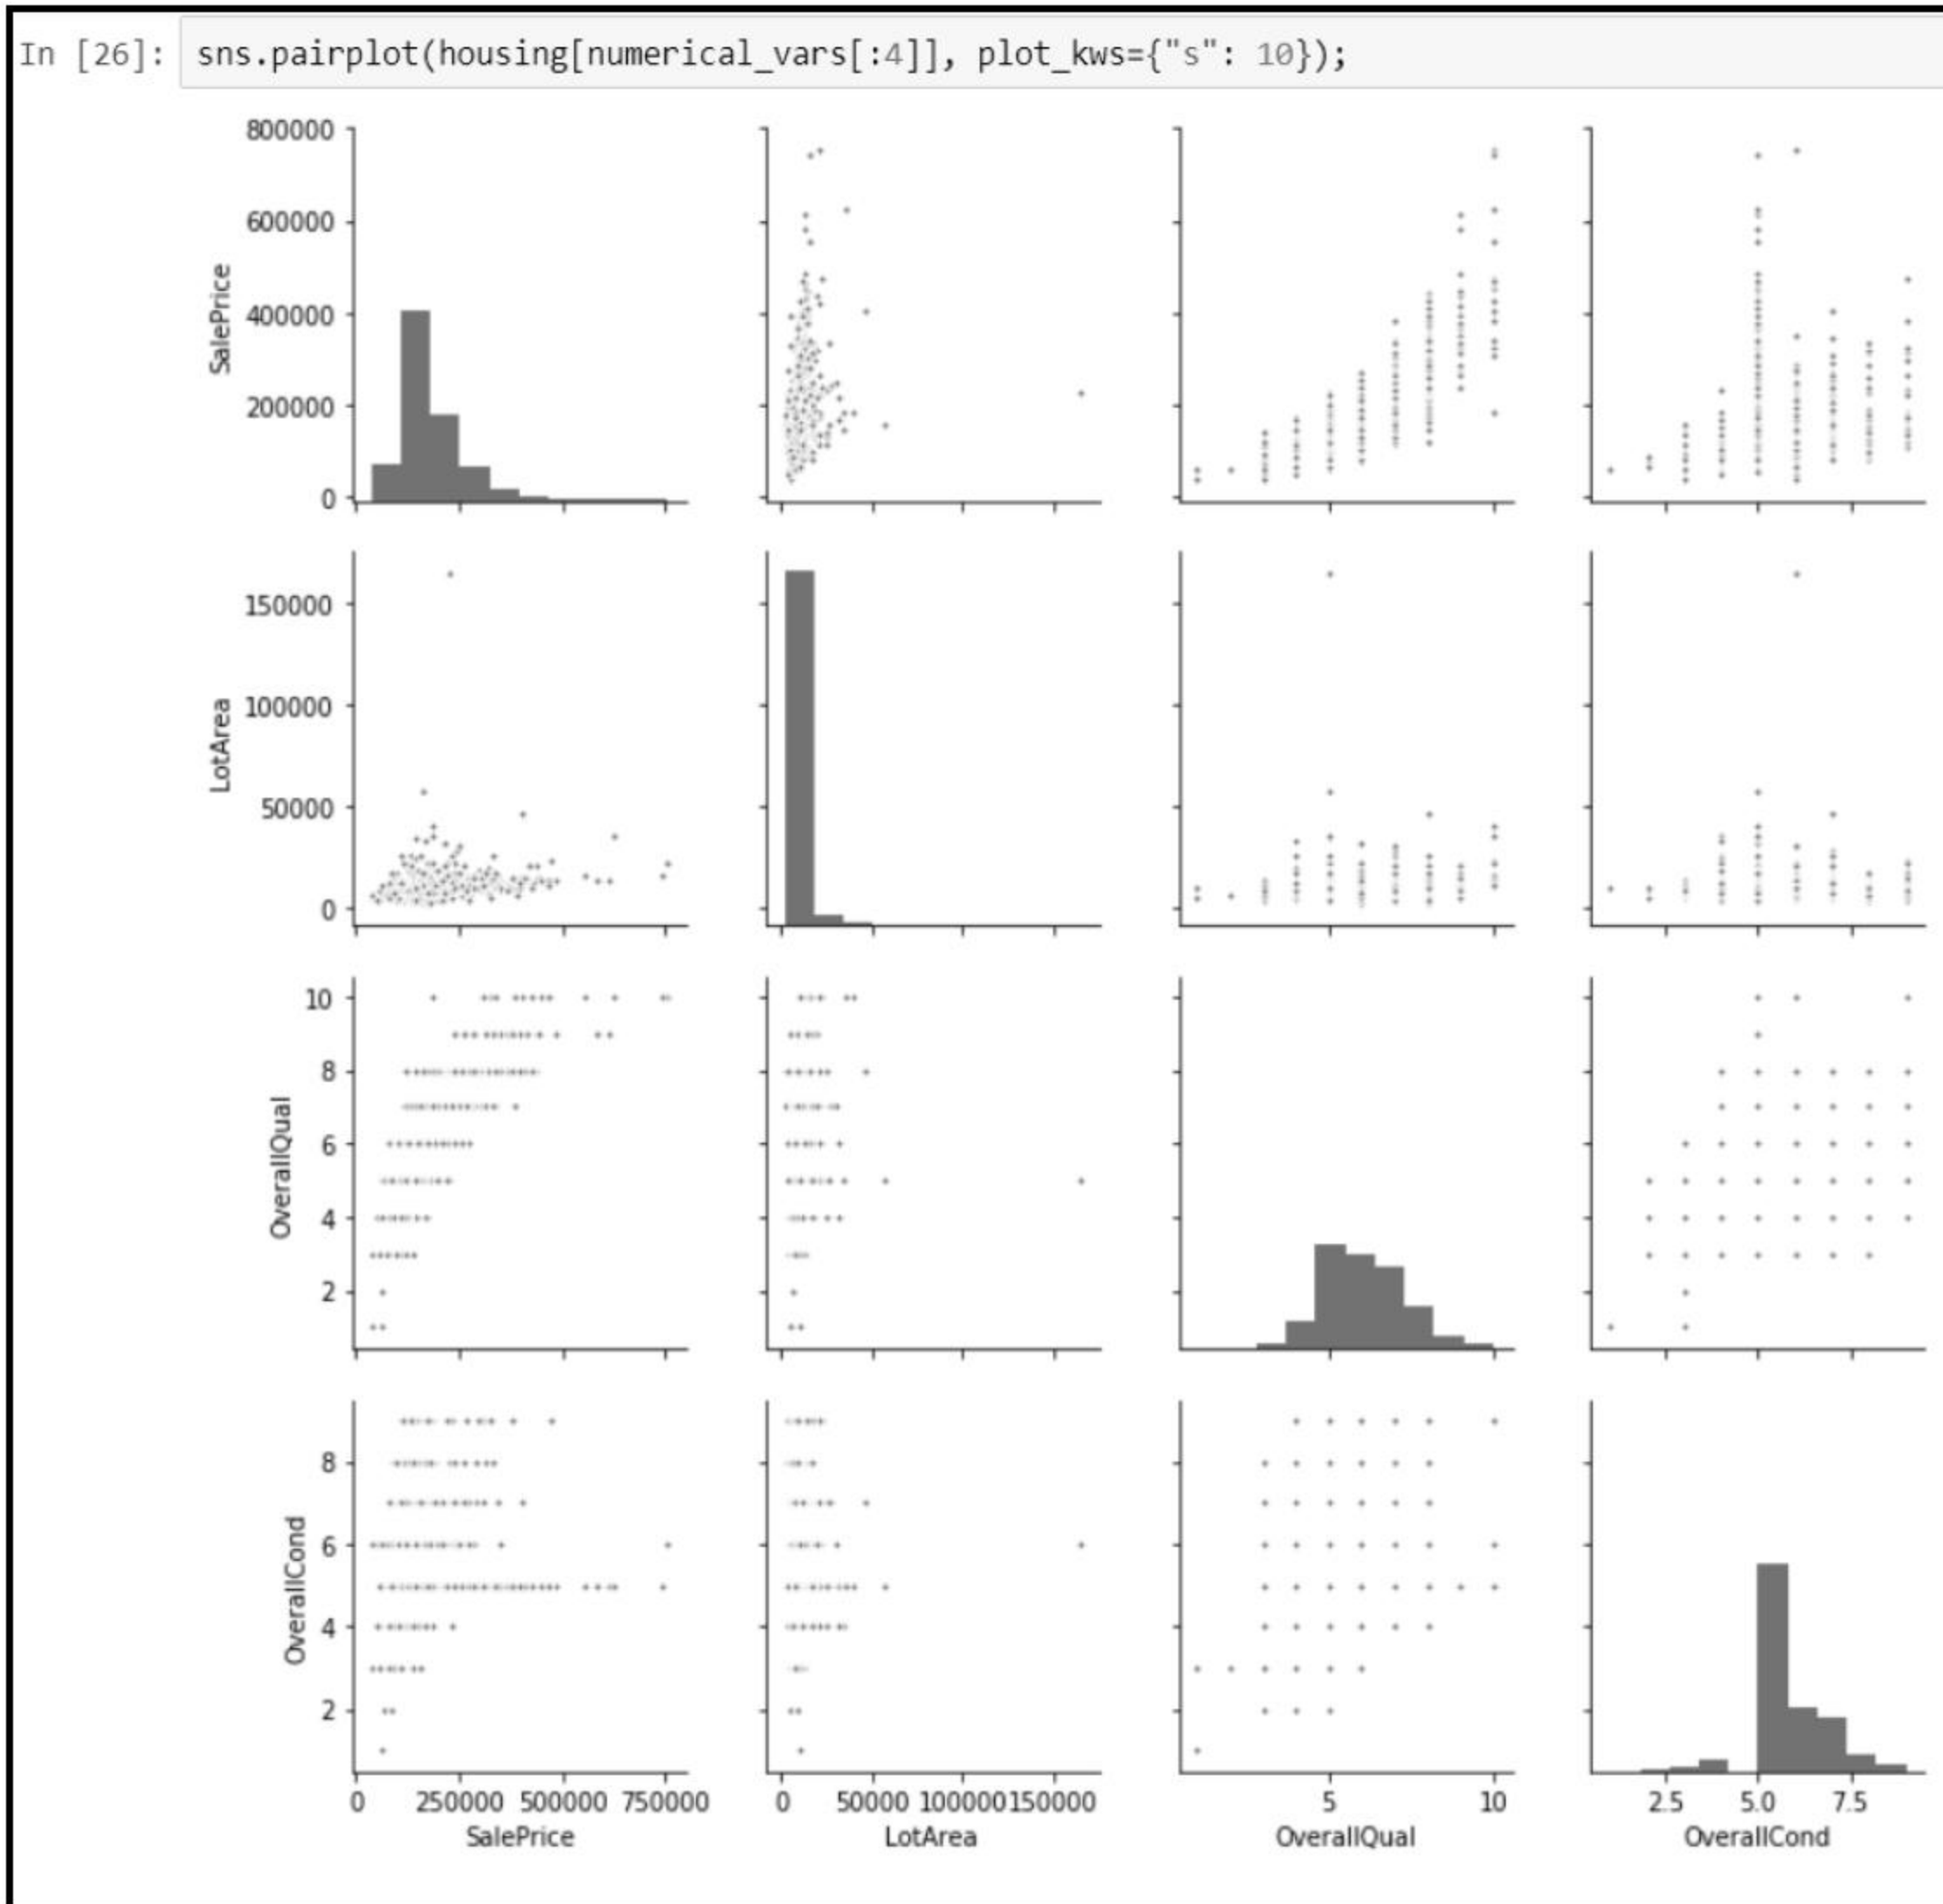 In [26]: sns.pairplot(housing[numerical_vars[:4]], plot_kws={"s": 10});
800000
600000
400000
200000
0
SalePrice
150000
100000
50000
0
LotArea
10
8
6
4
2
OverallQual
8
6
4
2
OverallCond
0 250000 500000 750000 0 50000 100000 150000 5 10 2.5 5.0 7.5
SalePrice LotArea OverallQual OverallCond